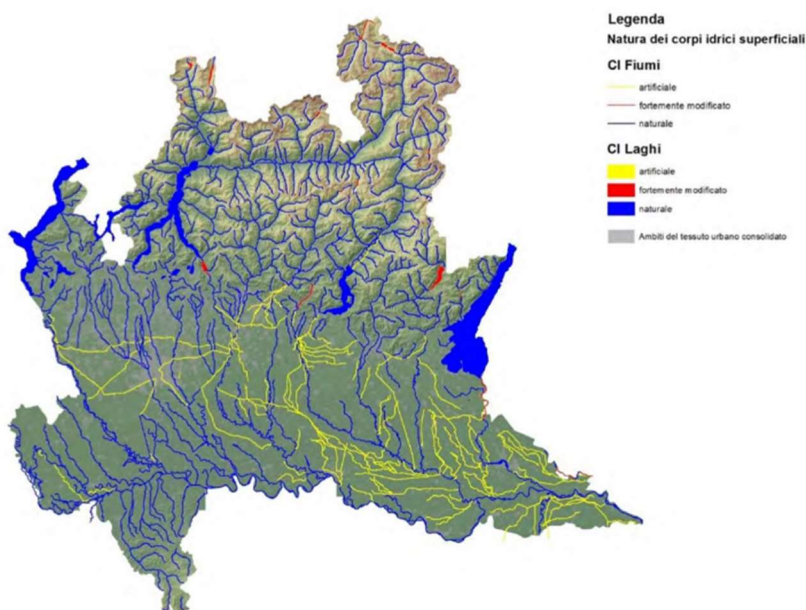 Legenda
Natura dei corpi idrici superficiali
CI Fiumi
artificiale
fortemente modificato
naturale
CI Laghi
artificiale
fortemente modificato
naturale
Ambiti del tessuto urbano consolidato